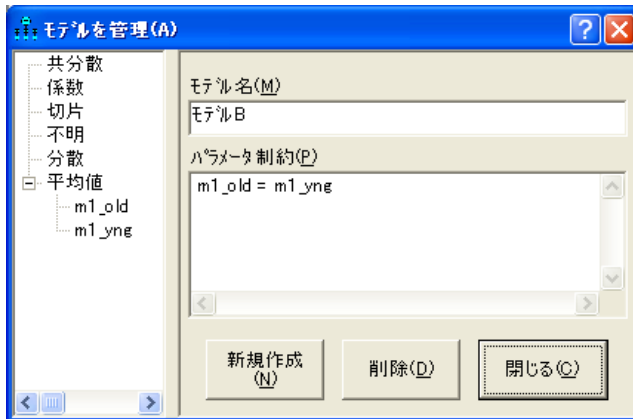 ﾓﾃﾞﾙを管理(A)
共分散
係数
切片
不明
分散
平均値
m1_old
m1_yng
ﾓﾃﾞﾙ名(M)
ﾓﾃﾞﾙB
ﾊﾟﾗﾒｰﾀ制約(P)
m1_old = m1_yng
新規作成
(N)
削除(D)
閉じる(C)